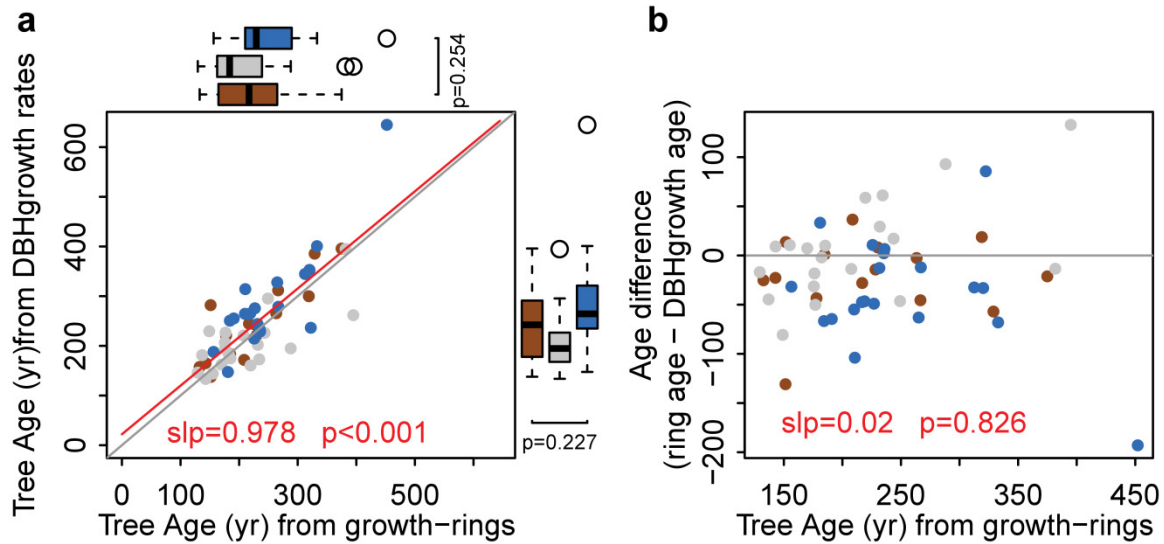 a
p=0.254
Tree Age (yr)from DBHgrowth rates
600
400
200
0
slp=0.978 p<0.001
p=0.227
0 100 300 500
Tree Age (yr) from growth−rings
b
Age difference
(ring age − DBHgrowth age)
100
0
−100
−200
slp=0.02 p=0.826
150 250 350 450
Tree Age (yr) from growth−rings